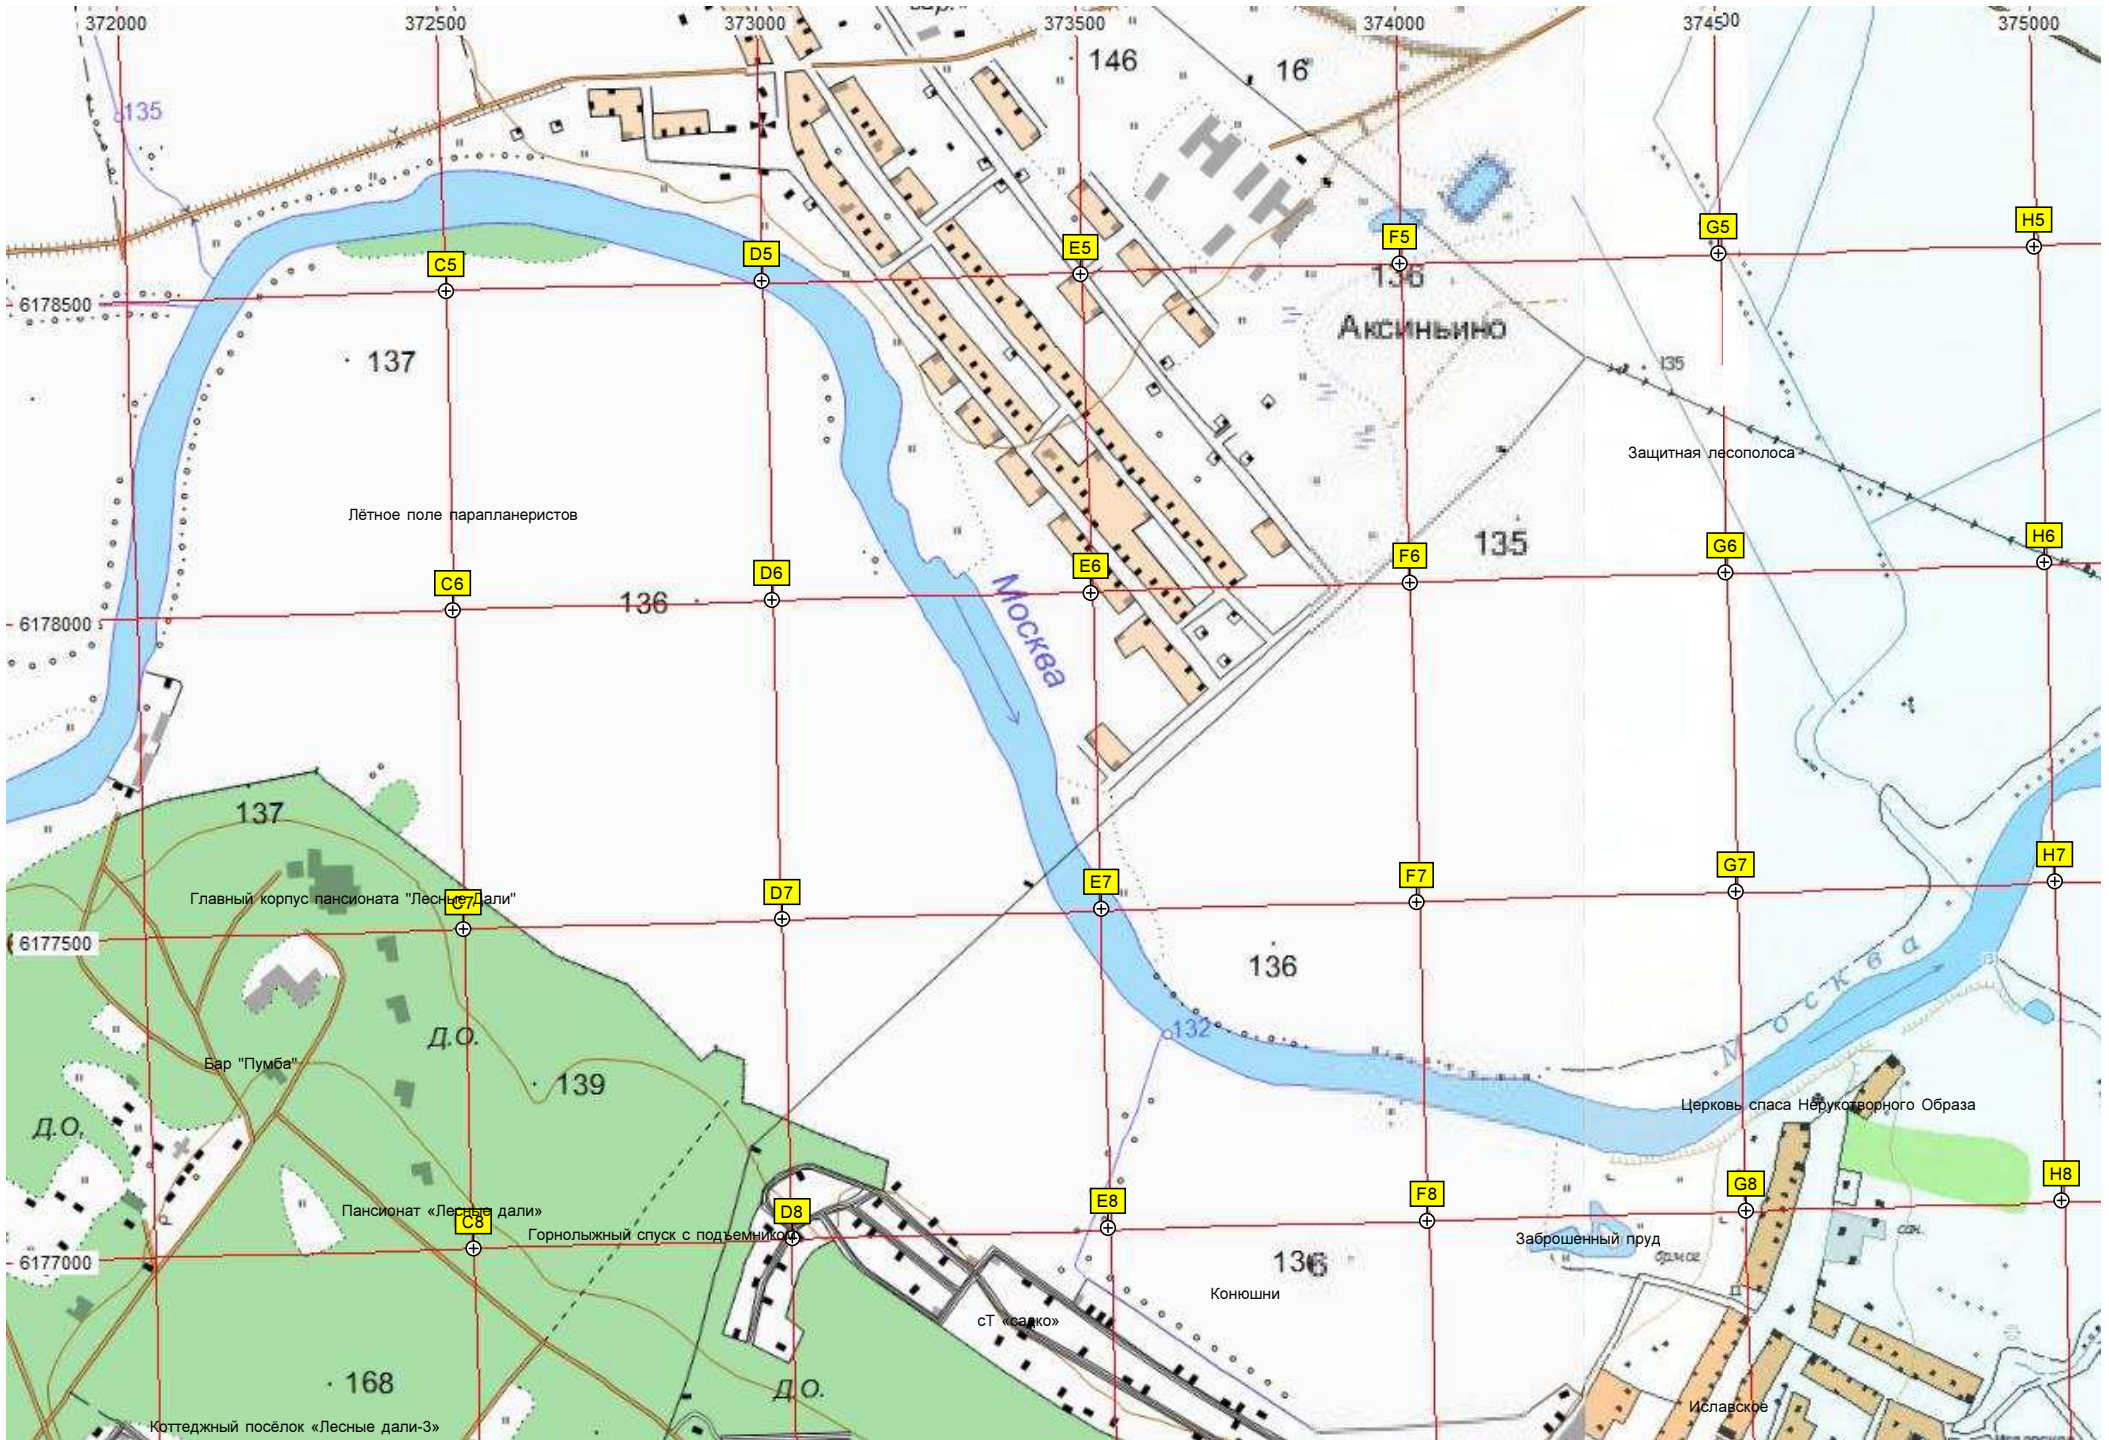 372000 372500 373000 373500 374000 374500 375000
146 16
135
C5 D5 E5 F5 G5 H5
6178500
136
Аксиньино
137
135
Защитная лесополоса
Лётное поле парапланеристов
135
C6 D6 E6 F6 G6 H6
136
6178000
Москва
137
Главный корпус пансионата "Лесные Дали"
C7 D7 E7 F7 G7 H7
6177500
136
Москва
132
Д.О.
Бар "Пумба"
139
Д.О.
Церковь спаса Нерукотворного Образа
Пансионат «Лесные дали»
C8 D8 E8 F8 G8 H8
Горнолыжный спуск с подъемником
Заброшенный пруд
сан.
6177000
136
Конюшни
сТ «садко»
168
Д.О.
Иславское
Коттеджный посёлок «Лесные дали-3»